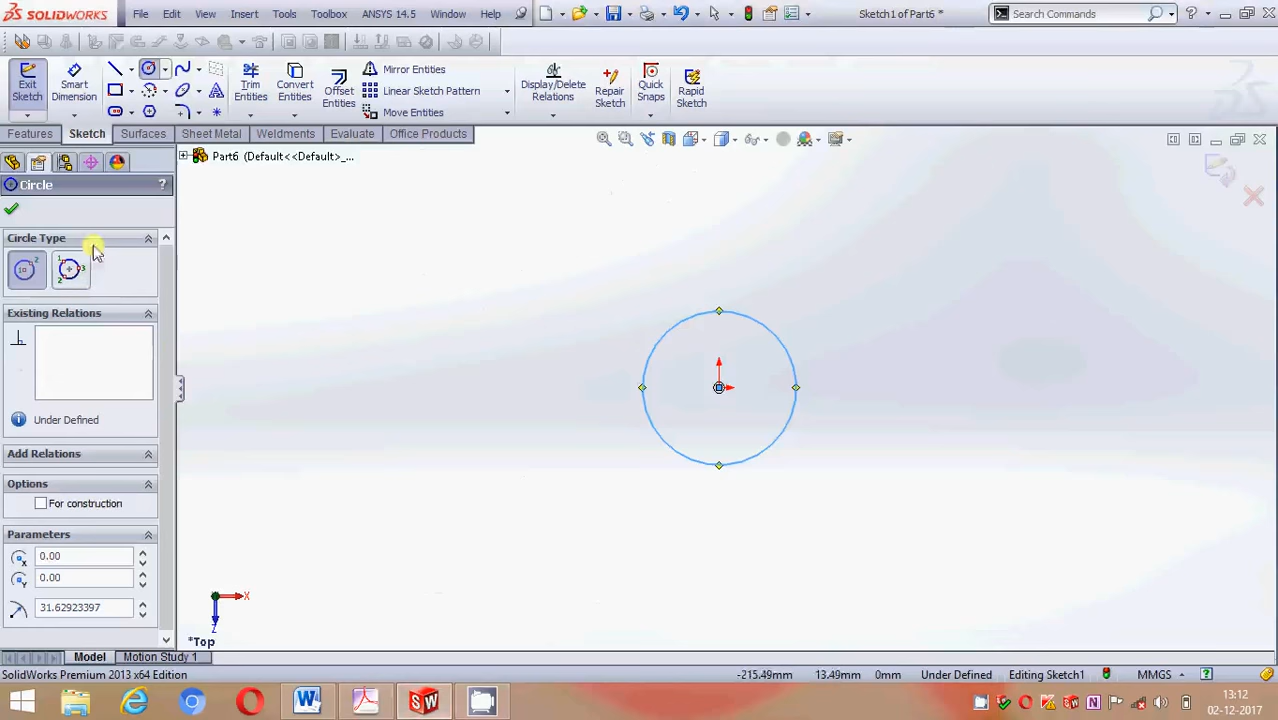 SOLIDWORKS File Edit View Insert Tools Toolbox ANSYS 14.5 Window Help Sketch1 of Part6 * Search Commands
Exit Sketch
Smart Dimension
Trim Entities
Convert Entities
Offset Entities
Mirror Entities
Linear Sketch Pattern
Move Entities
Display/Delete Relations
Repair Sketch
Quick Snaps
Rapid Sketch
Features Sketch Surfaces Sheet Metal Weldments Evaluate Office Products
Part6 (Default<<Default>_...
Circle ?
Circle Type
Existing Relations
Under Defined
Add Relations
Options
For construction
Parameters
0.00
0.00
31.62923397
X
Z
*Top
Model Motion Study 1
SolidWorks Premium 2013 x64 Edition -215.49mm 13.49mm 0mm Under Defined Editing Sketch1 MMGS
13:12
02-12-2017